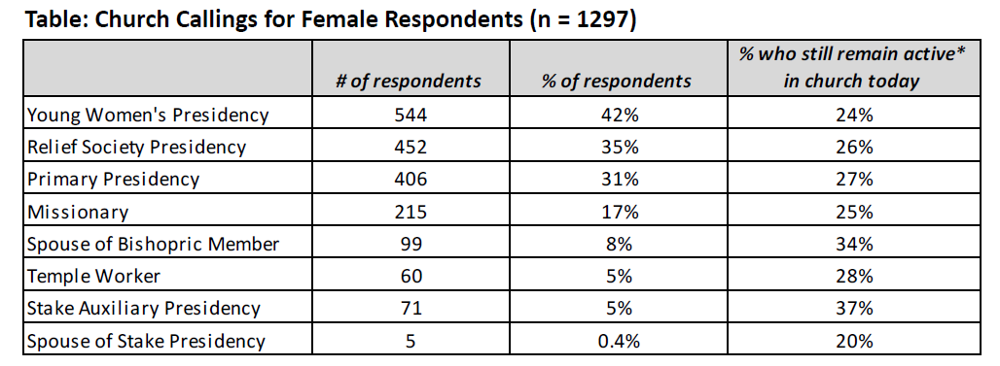 Table: Church Callings for Female Respondents (n = 1297)
# of respondents % of respondents % who still remain active* in church today
Young Women's Presidency 544 42% 24%
Relief Society Presidency 452 35% 26%
Primary Presidency 406 31% 27%
Missionary 215 17% 25%
Spouse of Bishopric Member 99 8% 34%
Temple Worker 60 5% 28%
Stake Auxiliary Presidency 71 5% 37%
Spouse of Stake Presidency 5 0.4% 20%